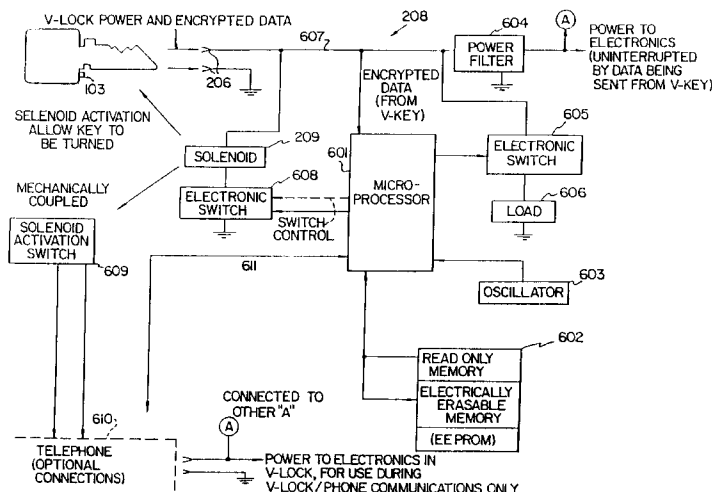 V-LOCK POWER AND ENCRYPTED DATA
103
206
607
208
604
A
POWER
FILTER
POWER TO
ELECTRONICS
(UNINTERRUPTED
BY DATA BEING
SENT FROM V-KEY)
ENCRYPTED
DATA
(FROM
V-KEY)
SELENOID ACTIVATION
ALLOW KEY TO
BE TURNED
209
SOLENOID
601
MICRO-
PROCESSOR
605
ELECTRONIC
SWITCH
608
ELECTRONIC
SWITCH
606
LOAD
MECHANICALLY
COUPLED
SOLENOID
ACTIVATION
SWITCH
609
SWITCH
CONTROL
611
603
OSCILLATOR
602
READ ONLY
MEMORY
ELECTRICALLY
ERASABLE
MEMORY
(EEPROM)
CONNECTED TO
OTHER "A"
A
610
TELEPHONE
(OPTIONAL
CONNECTIONS)
POWER TO ELECTRONICS IN
V-LOCK, FOR USE DURING
V-LOCK/PHONE COMMUNICATIONS ONLY